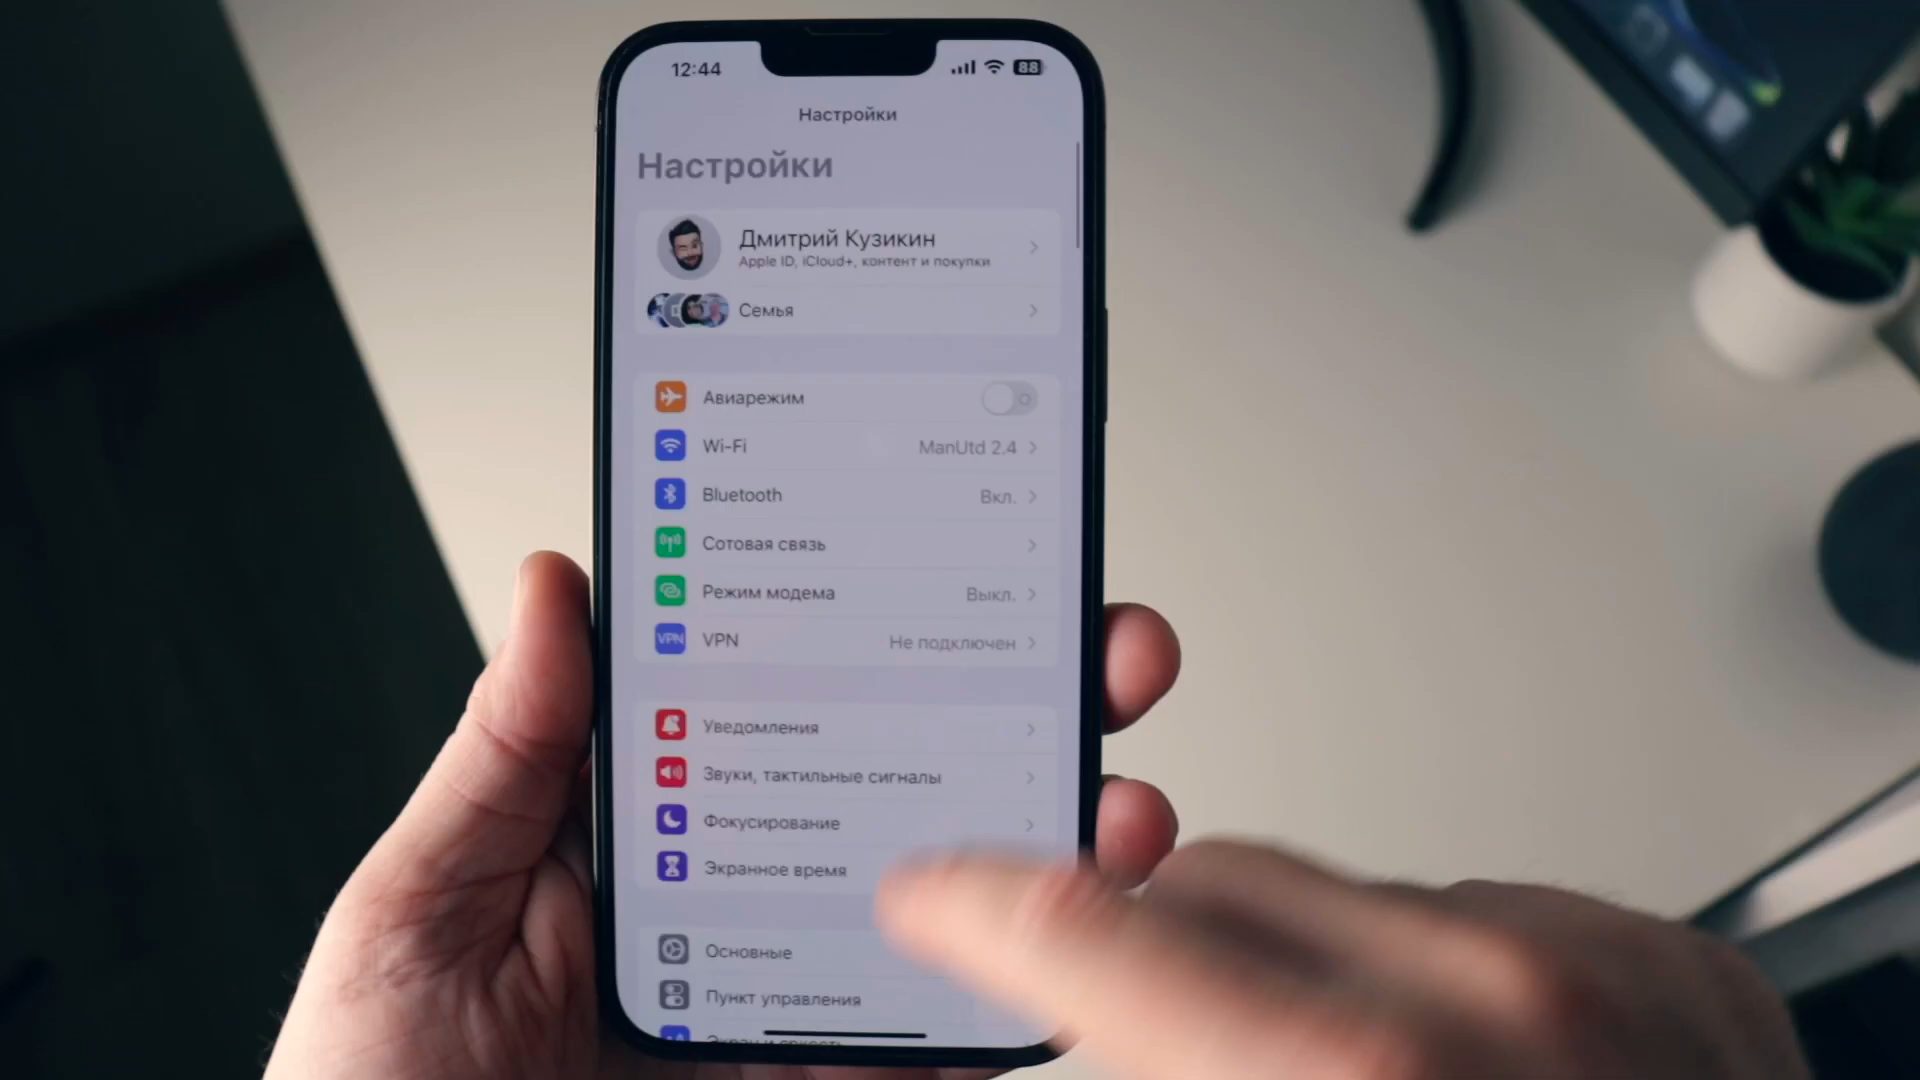 12:44
88
Настройки
Настройки
Дмитрий Кузикин
Apple ID, iCloud+, контент и покупки
Семья
Авиарежим
Wi-Fi
ManUtd 2.4
Bluetooth
Вкл.
Сотовая связь
Режим модема
Выкл.
VPN
VPN
Не подключен
Уведомления
Звуки, тактильные сигналы
Фокусирование
Экранное время
Основные
Пункт управления
Экран и яркость